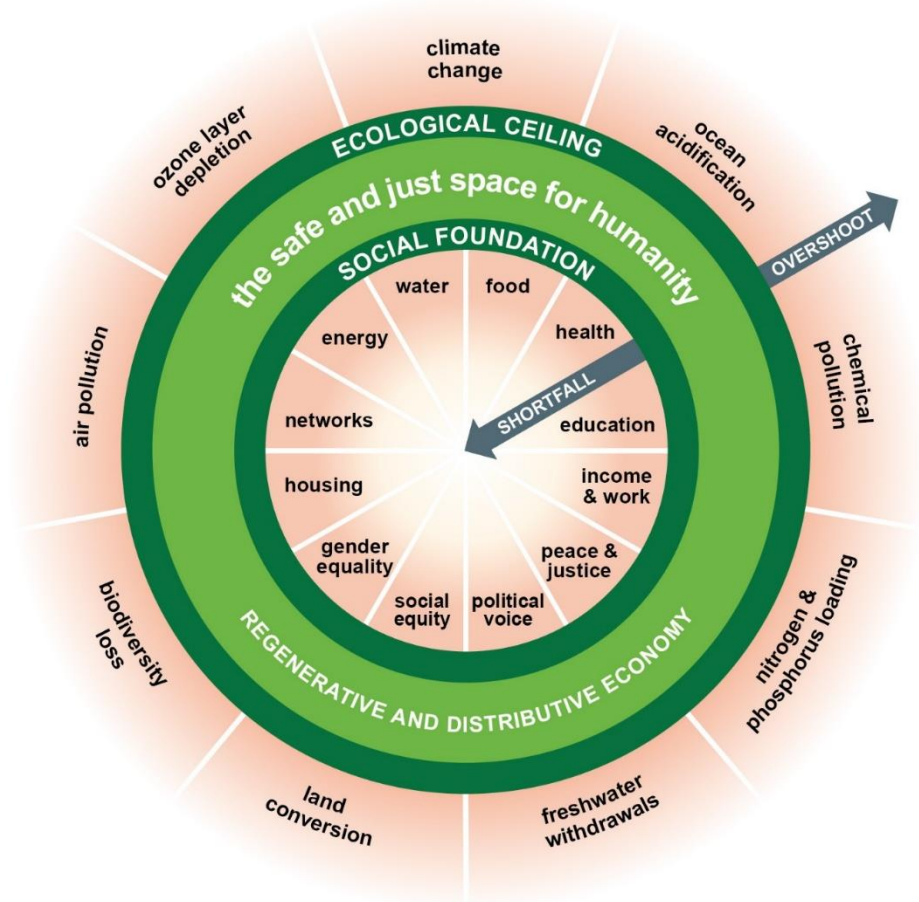 climate
change
ocean
acidification
ozone layer
depletion
ECOLOGICAL CEILING
the safe and just space for humanity
OVERSHOOT
SOCIAL FOUNDATION
water
food
energy
health
SHORTFALL
networks
education
housing
income
& work
gender
equality
peace &
justice
social
equity
political
voice
air pollution
chemical
pollution
REGENERATIVE AND DISTRIBUTIVE ECONOMY
biodiversity
loss
nitrogen &
phosphorus loading
land
conversion
freshwater
withdrawals